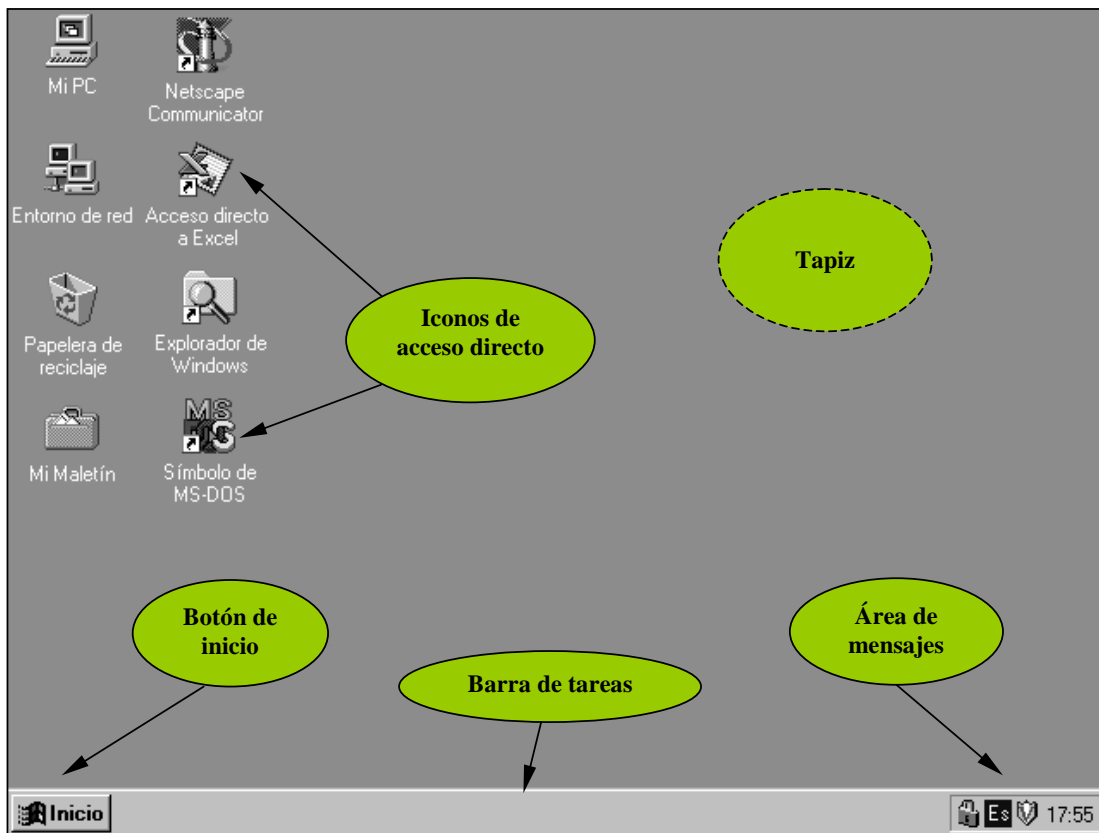 Mi PC
Netscape
Communicator
Entorno de red
Acceso directo
a Excel
Tapiz
Papelera de
reciclaje
Explorador de
Windows
Iconos de
acceso directo
Mi Maletín
MS
DOS
Símbolo de
MS-DOS
Botón de
inicio
Barra de tareas
Área de
mensajes
Inicio
Es
17:55